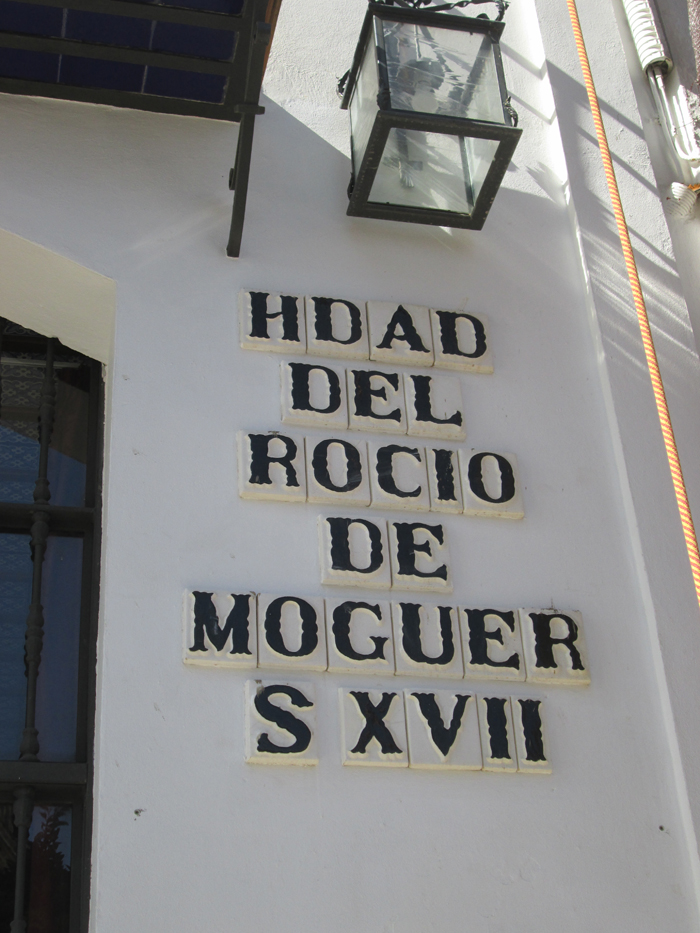 HDAD
DEL
ROCIO
DE
MOGUER
S XVII